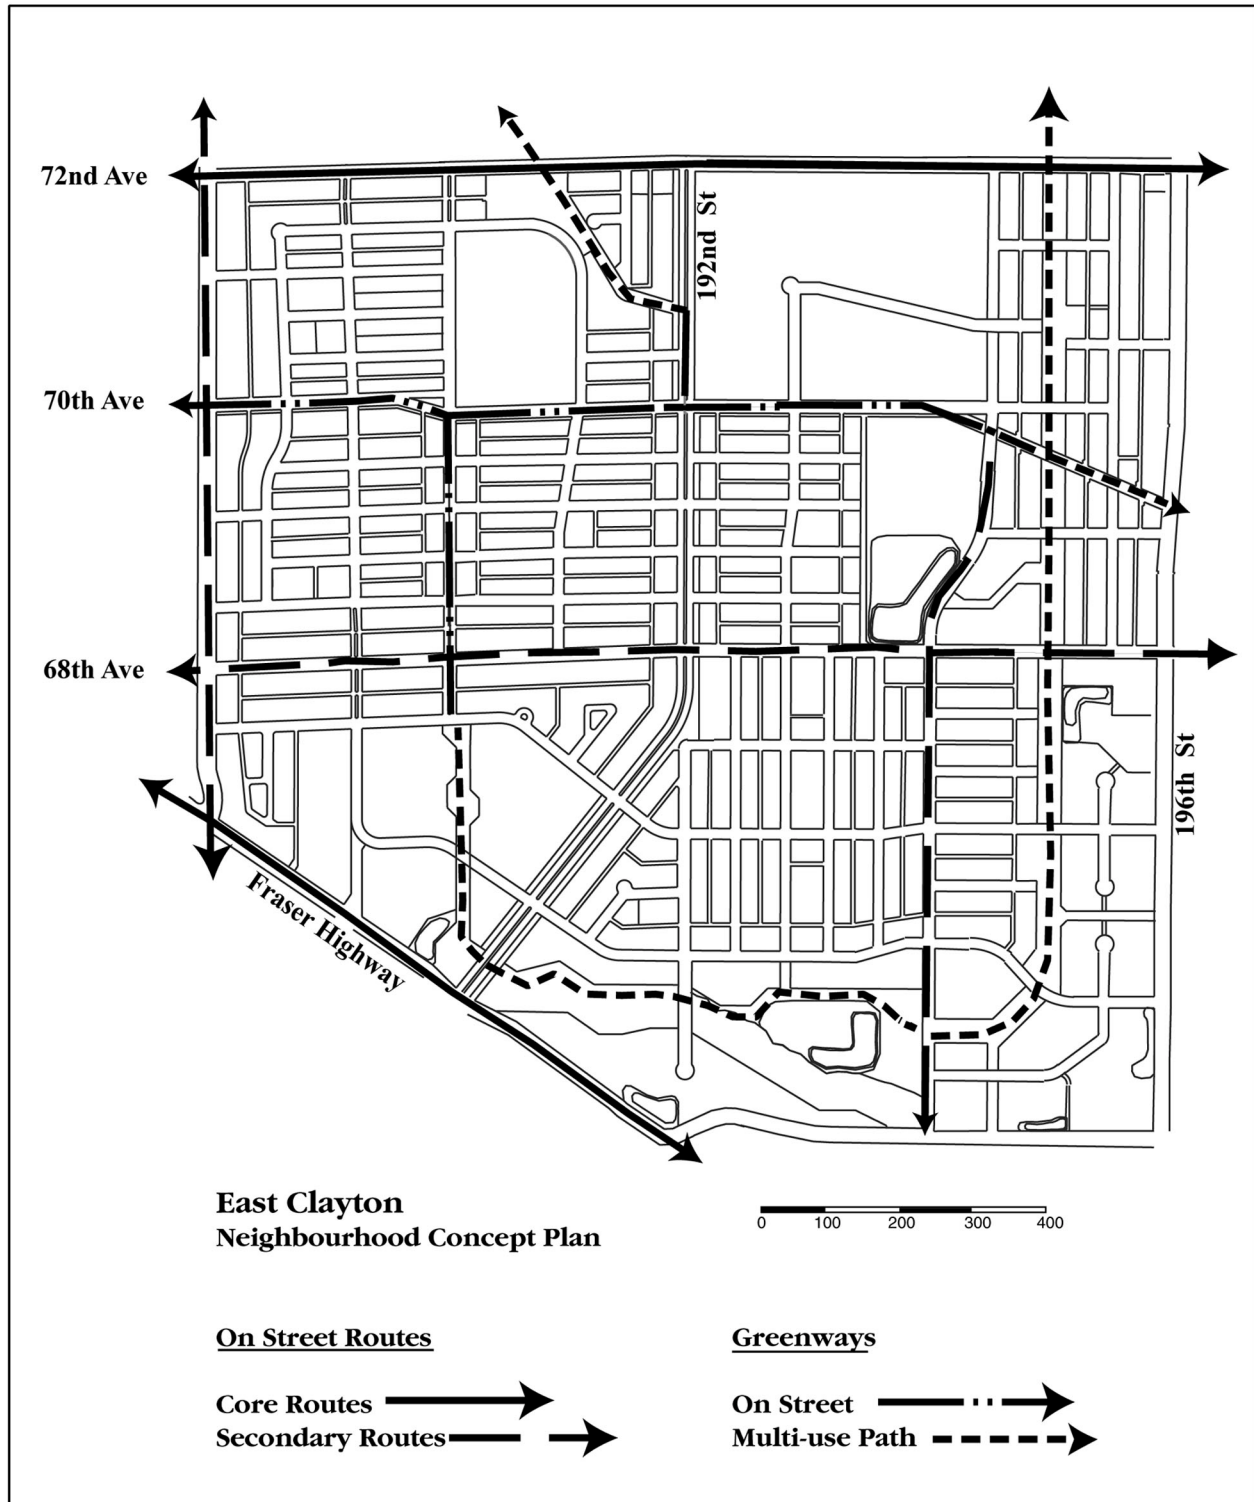 72nd Ave
192nd St
70th Ave
68th Ave
196th St
Fraser Highway
East Clayton
Neighbourhood Concept Plan
0 100 200 300 400
On Street Routes
Core Routes
Secondary Routes
Greenways
On Street
Multi-use Path